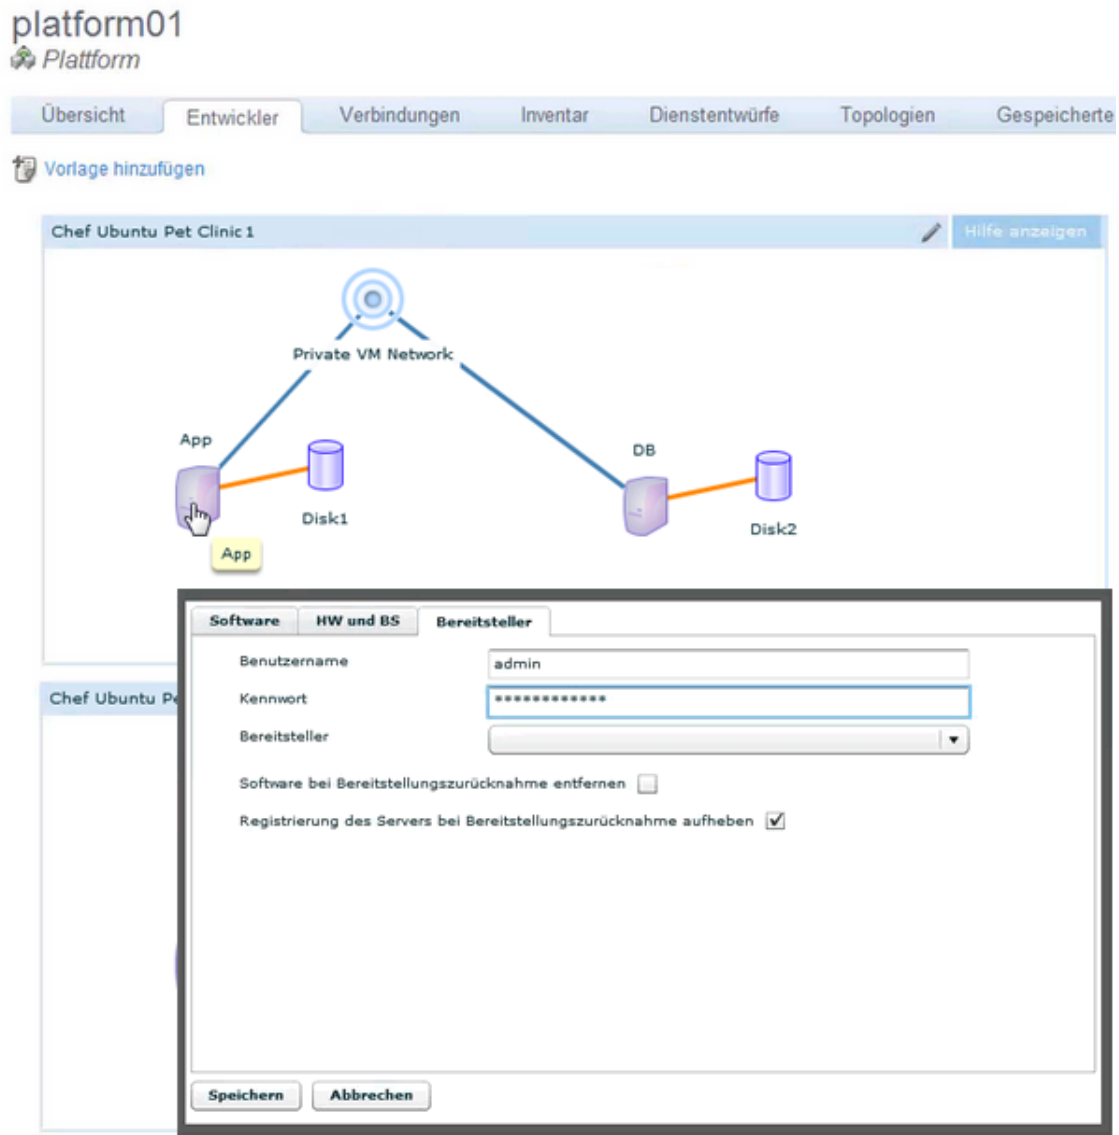 platform01
Plattform
Übersicht Entwickler Verbindungen Inventar Dienstentwürfe Topologien Gespeicherte
Vorlage hinzufügen
Chef Ubuntu Pet Clinic 1 Hilfe anzeigen
Private VM Network
App
DB
Disk1
Disk2
App
Software HW und BS Bereitsteller
Benutzername admin
Chef Ubuntu
Kennwort ************
Bereitsteller
Software bei Bereitstellungszurücknahme entfernen
Registrierung des Servers bei Bereitstellungszurücknahme aufheben
Speichern Abbrechen